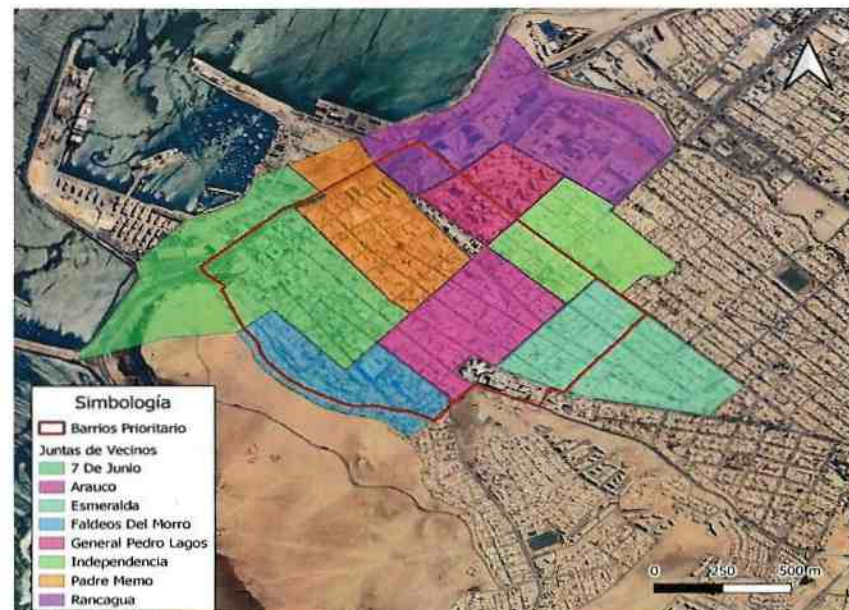 Simbología
Barrios Prioritario
Juntas de Vecinos
7 De Junio
Arauco
Esmeralda
Faldeos Del Morro
General Pedro Lagos
Independencia
Padre Memo
Rancagua
0 250 500 m